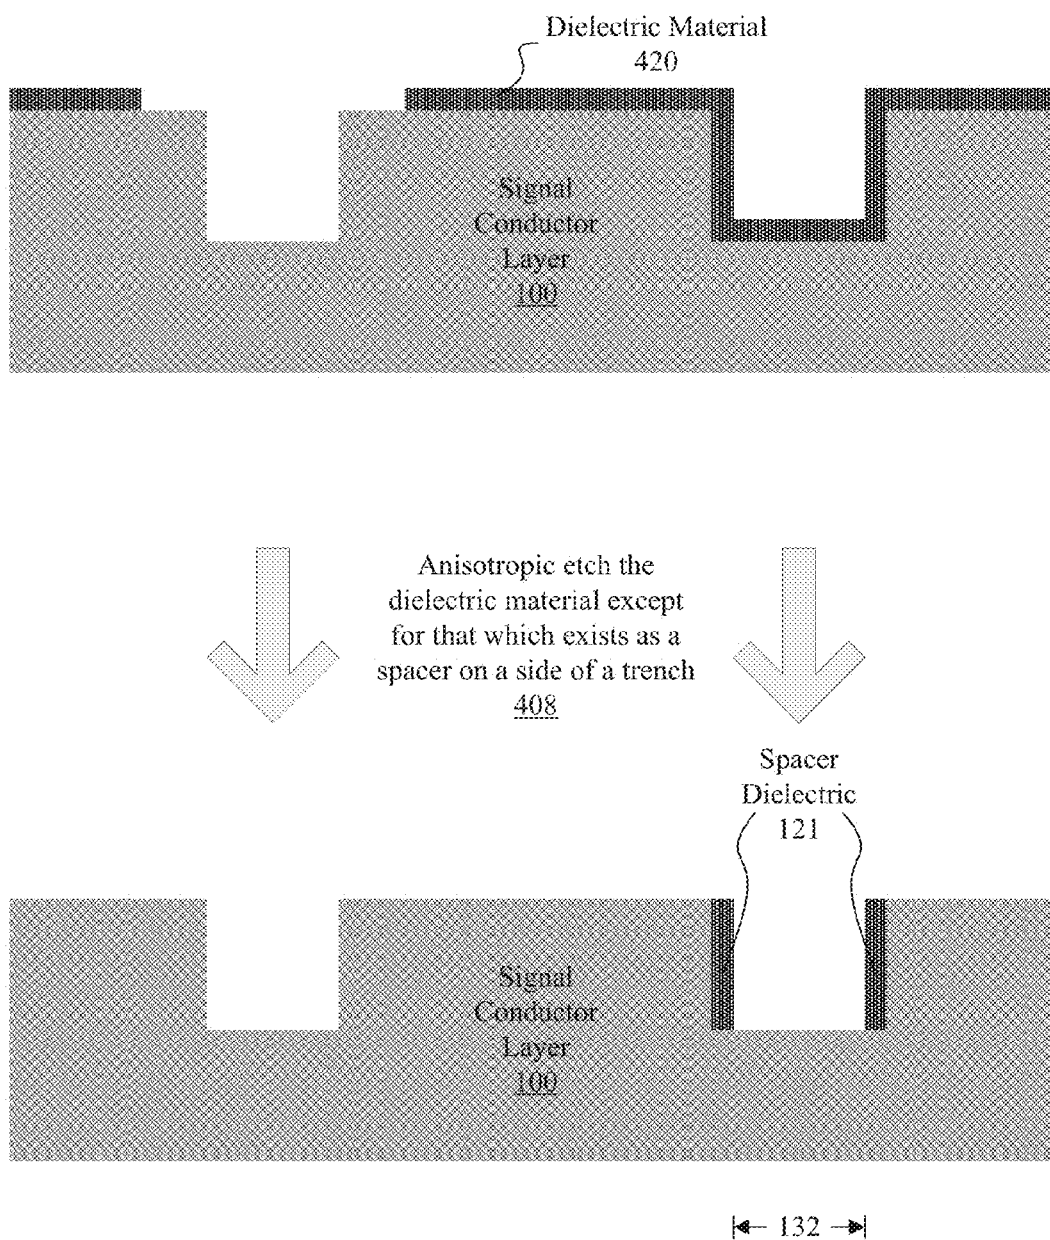 Dielectric Material
420
Signal
Conductor
Layer
100
Anisotropic etch the
dielectric material except
for that which exists as a
spacer on a side of a trench
408
Spacer
Dielectric
121
Signal
Conductor
Layer
100
132